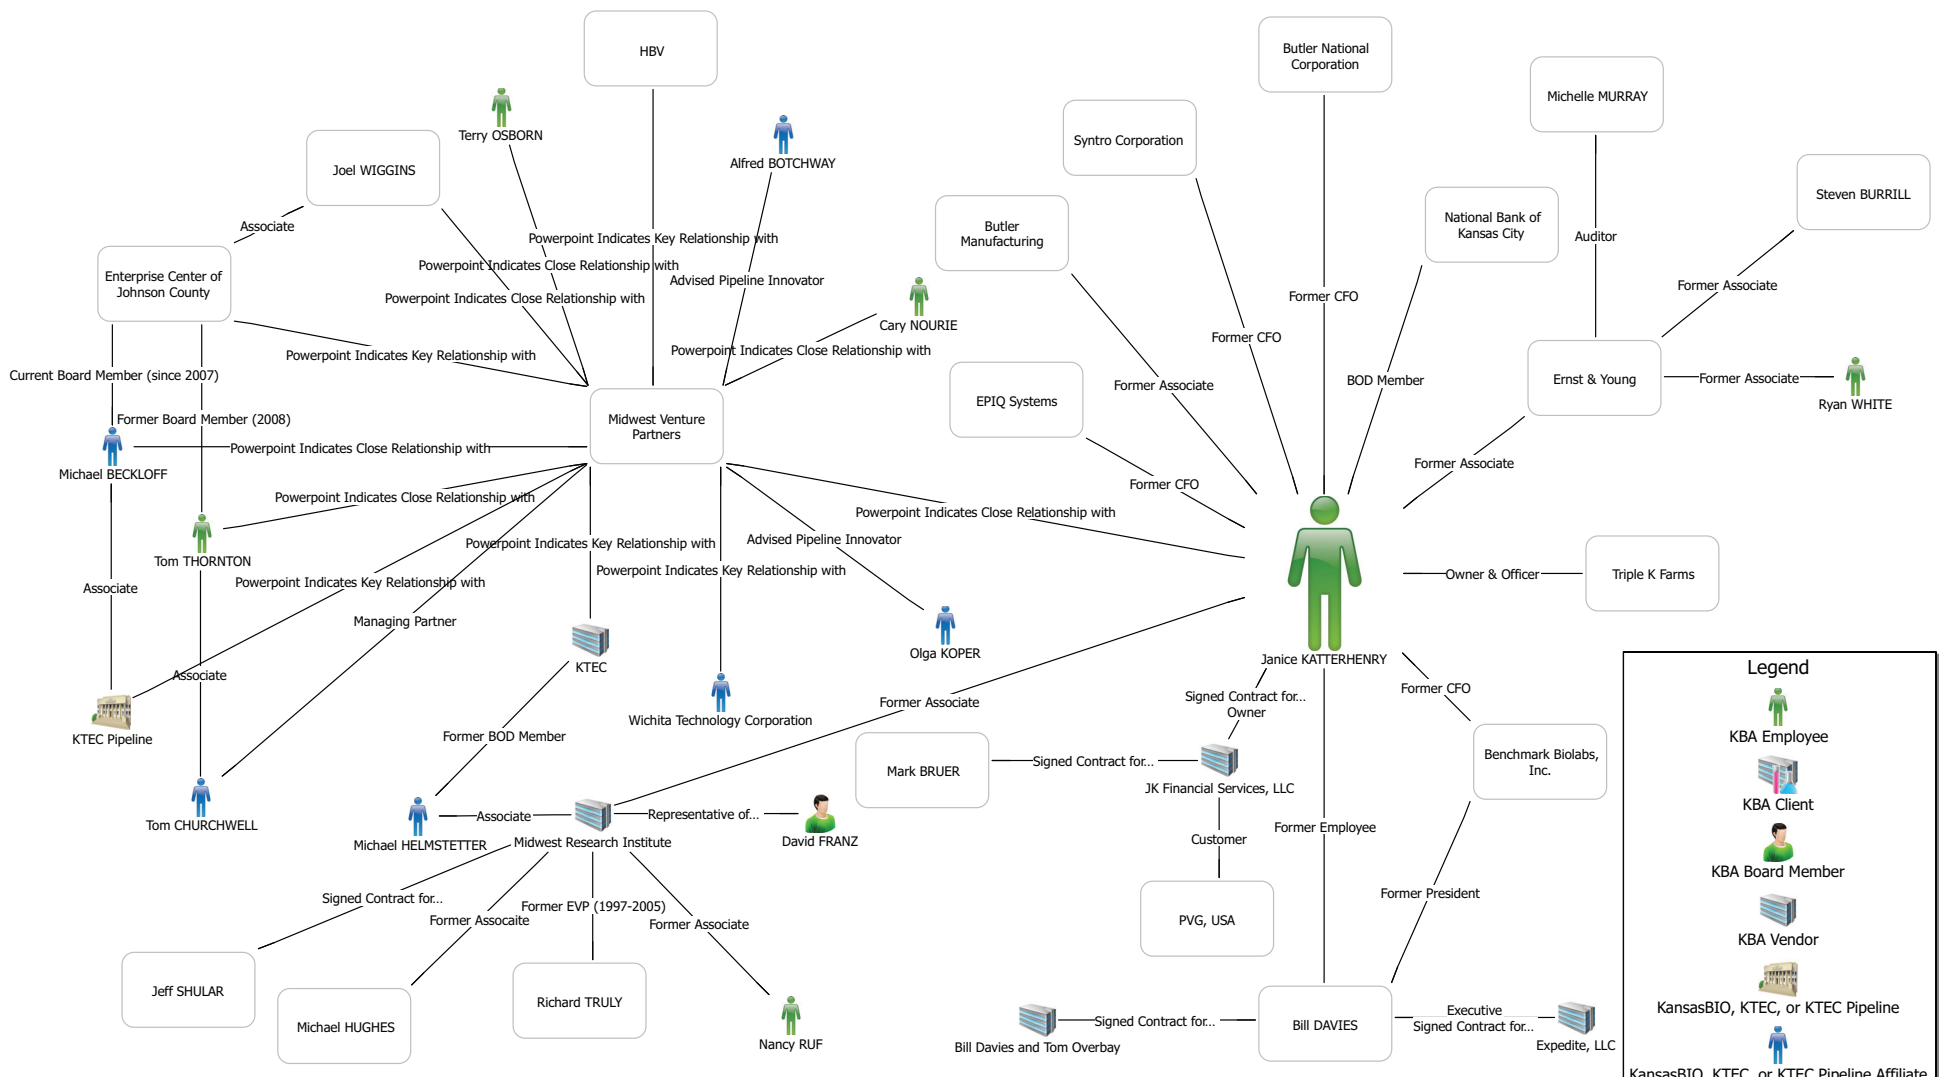 HBV
Butler National
Corporation
Michelle MURRAY
Terry OSBORN
Syntro Corporation
Alfred BOTCHWAY
Joel WIGGINS
Steven BURRILL
National Bank of
Kansas City
Butler
Manufacturing
Associate
Powerpoint Indicates Key Relationship with
Auditor
Enterprise Center of
Johnson County
Powerpoint Indicates Close Relationship with
Advised Pipeline Innovator
Former Associate
Powerpoint Indicates Close Relationship with
Former CFO
Cary NOURIE
Former CFO
Powerpoint Indicates Key Relationship with
Powerpoint Indicates Close Relationship with
Current Board Member (since 2007)
Former Associate
BOD Member
Ernst & Young
Former Associate
Ryan WHITE
EPIQ Systems
Former Board Member (2008)
Midwest Venture
Partners
Powerpoint Indicates Close Relationship with
Michael BECKLOFF
Former Associate
Former CFO
Powerpoint Indicates Close Relationship with
Powerpoint Indicates Close Relationship with
Powerpoint Indicates Key Relationship with
Advised Pipeline Innovator
Tom THORNTON
Powerpoint Indicates Key Relationship with
Powerpoint Indicates Key Relationship with
Owner & Officer
Triple K Farms
Associate
Managing Partner
Olga KOPER
Janice KATTERHENRY
KTEC
Legend
Associate
Former CFO
Signed Contract for...
Owner
Former Associate
Wichita Technology Corporation
KTEC Pipeline
Former BOD Member
KBA Employee
Benchmark Biolabs,
Inc.
Mark BRUER
Signed Contract for...
JK Financial Services, LLC
KBA Client
Tom CHURCHWELL
Associate
Representative of...
Former Employee
Michael HELMSTETTER
Midwest Research Institute
David FRANZ
Customer
KBA Board Member
Signed Contract for...
Former EVP (1997-2005)
Former Assocaite
Former Associate
Former President
PVG, USA
KBA Vendor
Jeff SHULAR
Richard TRULY
Michael HUGHES
Nancy RUF
KansasBIO, KTEC, or KTEC Pipeline
Bill Davies and Tom Overbay
Signed Contract for...
Bill DAVIES
Executive
Signed Contract for...
Expedite, LLC
KansasBIO, KTEC, or KTEC Pipeline Affiliate